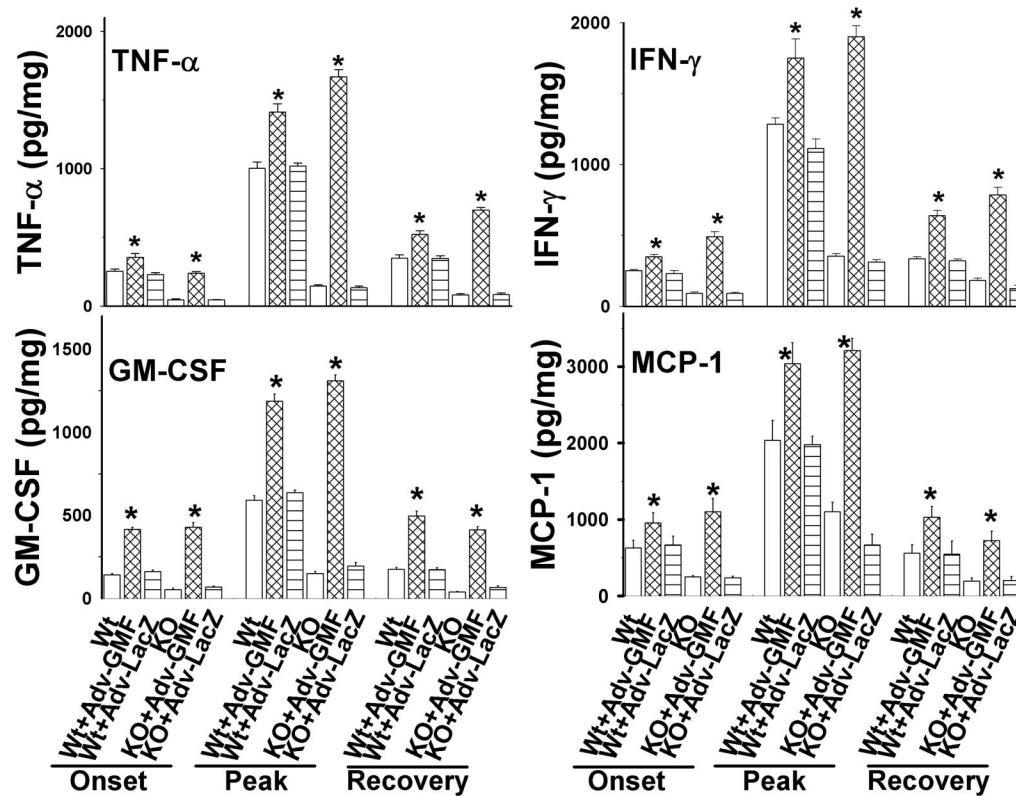 TNF-α (pg/mg)
2000
1000
0
TNF-α
*
*
*
*
*
*
IFN-γ (pg/mg)
2000
1000
0
IFN-γ
*
*
*
*
*
*
GM-CSF (pg/mg)
1500
1000
500
0
GM-CSF
*
*
*
*
*
*
MCP-1 (pg/mg)
3000
2000
1000
0
MCP-1
*
*
*
*
*
*
Wt
Wt+Adv-GMF
Wt+Adv-LacZ
KO
KO+Adv-GMF
KO+Adv-LacZ
Wt
Wt+Adv-GMF
Wt+Adv-LacZ
KO
KO+Adv-GMF
KO+Adv-LacZ
Wt
Wt+Adv-GMF
Wt+Adv-LacZ
KO
KO+Adv-GMF
KO+Adv-LacZ
Onset
Peak
Recovery
Wt
Wt+Adv-GMF
Wt+Adv-LacZ
KO
KO+Adv-GMF
KO+Adv-LacZ
Wt
Wt+Adv-GMF
Wt+Adv-LacZ
KO
KO+Adv-GMF
KO+Adv-LacZ
Wt
Wt+Adv-GMF
Wt+Adv-LacZ
KO
KO+Adv-GMF
KO+Adv-LacZ
Onset
Peak
Recovery